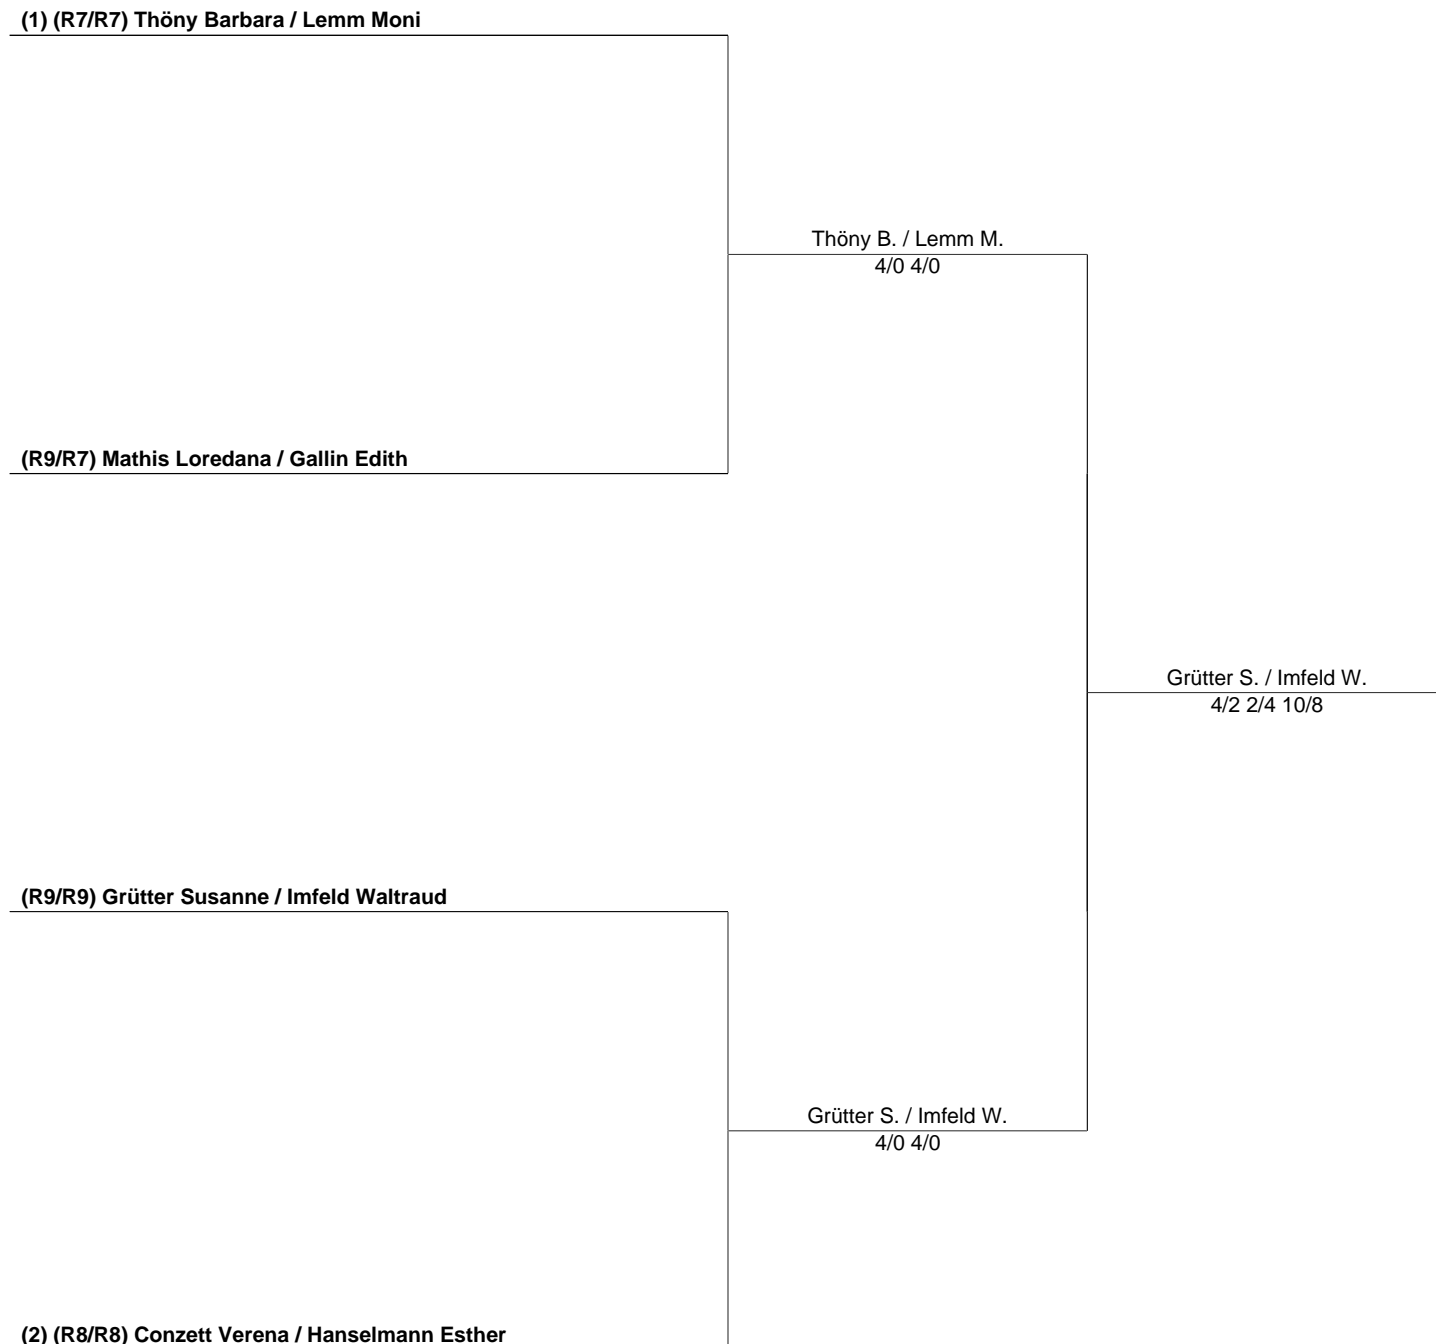 (1) (R7/R7) Thöny Barbara / Lemm Moni
Thöny B. / Lemm M.
4/0 4/0
(R9/R7) Mathis Loredana / Gallin Edith
Grütter S. / Imfeld W.
4/2 2/4 10/8
(R9/R9) Grütter Susanne / Imfeld Waltraud
Grütter S. / Imfeld W.
4/0 4/0
(2) (R8/R8) Conzett Verena / Hanselmann Esther